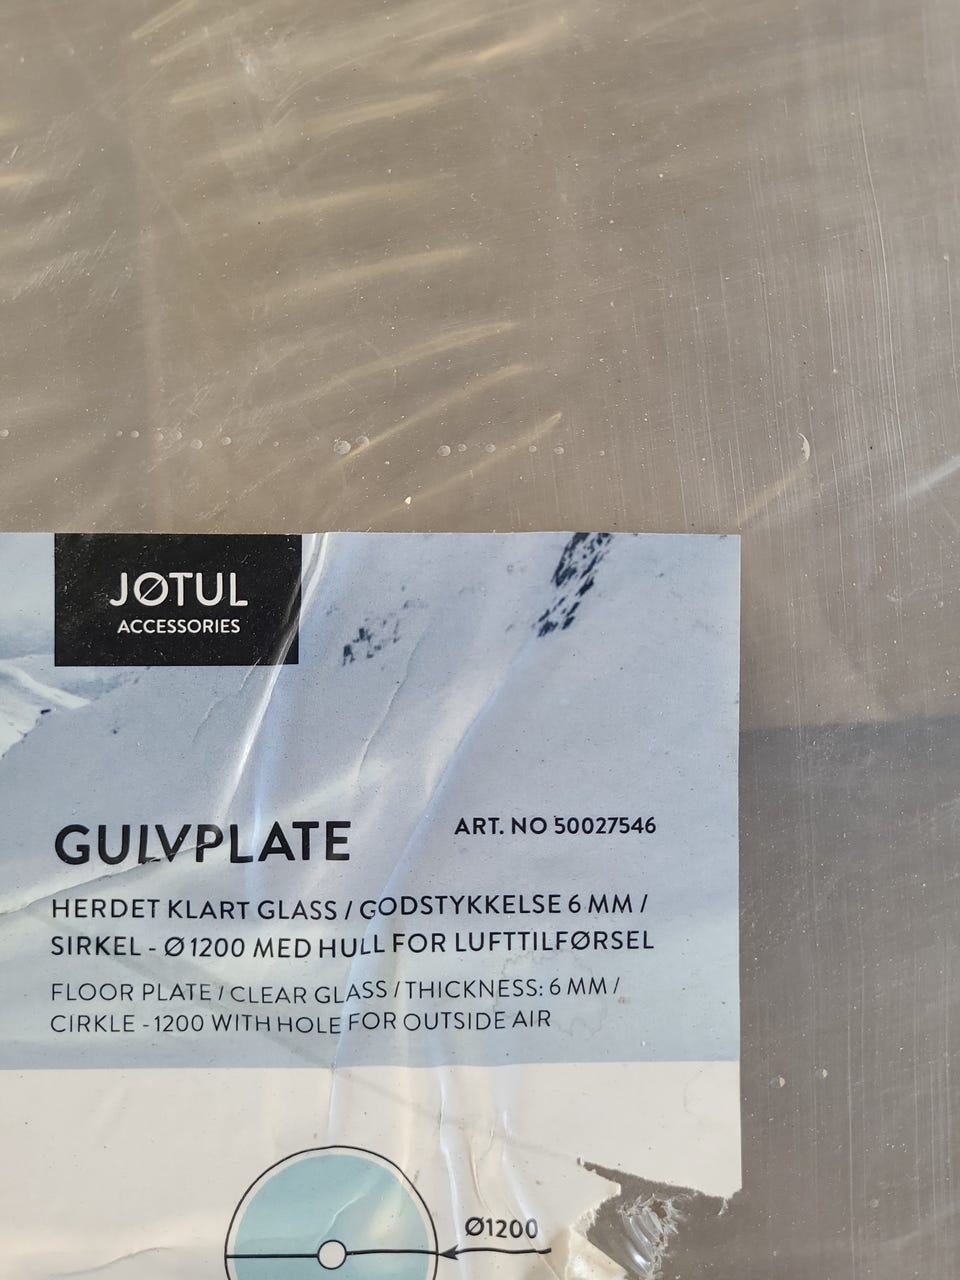 JØTUL
ACCESSORIES
GULVPLATE
ART. NO 50027546
HERDET KLART GLASS / GODSTYKKELSE 6 MM /
SIRKEL - Ø 1200 MED HULL FOR LUFTTILFØRSEL
FLOOR PLATE / CLEAR GLASS / THICKNESS: 6 MM /
CIRKLE - 1200 WITH HOLE FOR OUTSIDE AIR
Ø1200